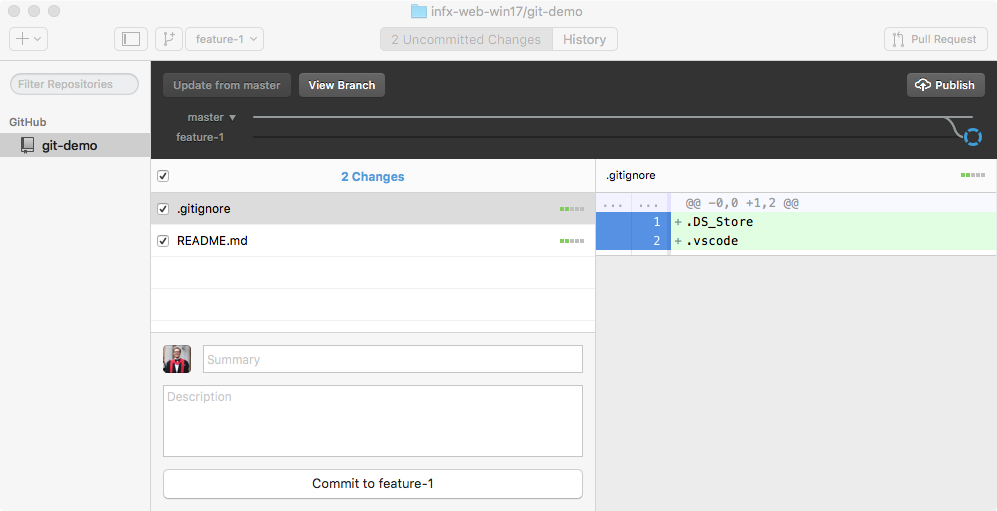 infx-web-win17/git-demo
feature-1
2 Uncommitted Changes
History
Pull Request
Filter Repositories
GitHub
git-demo
Update from master
View Branch
Publish
master
feature-1
2 Changes
.gitignore
README.md
Summary
Description
Commit to feature-1
.gitignore
... ... @@ -0,0 +1,2 @@
1 + .DS_Store
2 + .vscode